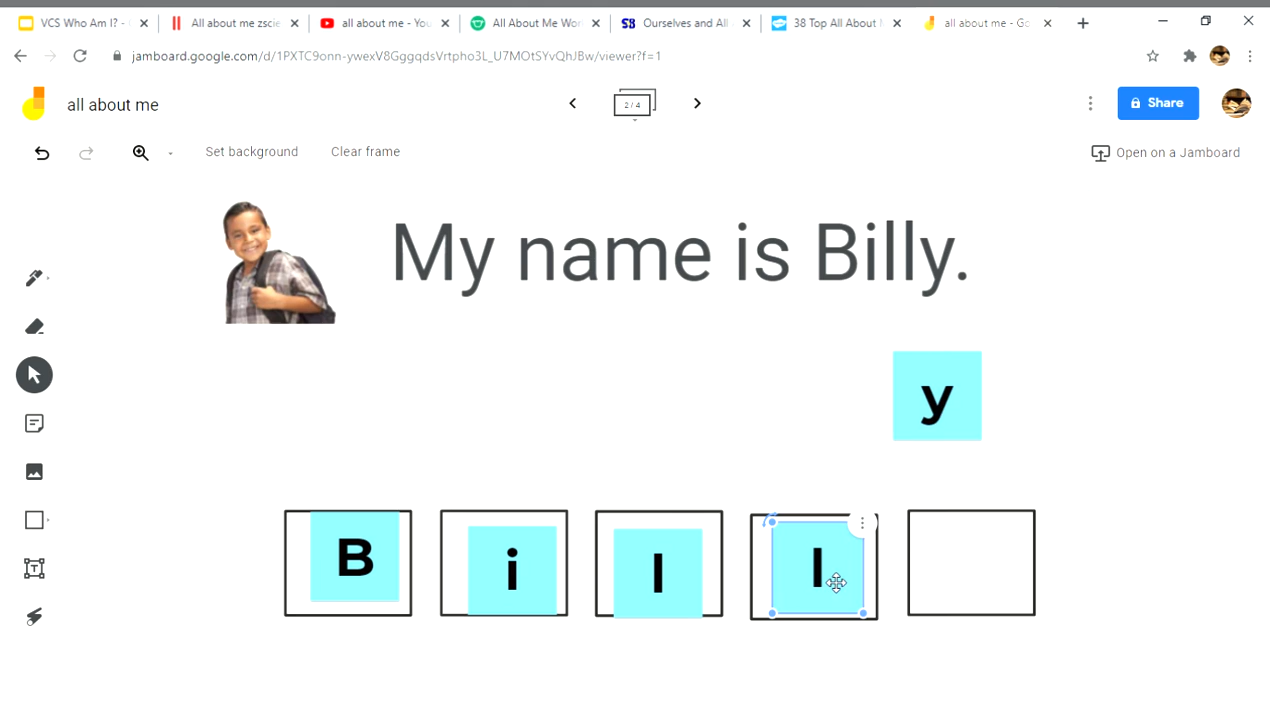 VCS Who Am I? -
All about me zscie
all about me - You
All About Me Wor
Ourselves and All
38 Top All About
all about me - Go
jamboard.google.com/d/1PXTC9onn-ywexV8GggqdsVrtpho3L_U7MOtSYvQhJBw/viewer?f=1
all about me
2 / 4
Share
Set background
Clear frame
Open on a Jamboard
My name is Billy.
y
B i l l